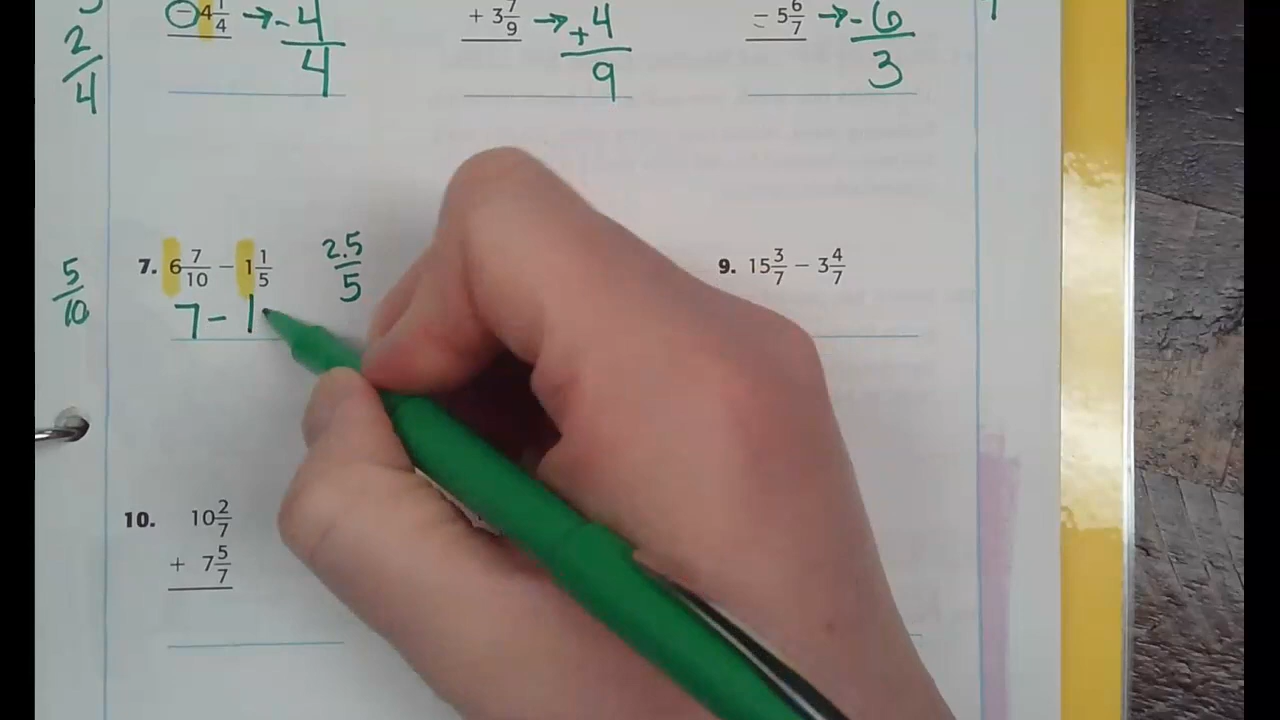 2/4
- 4 1/4 → - 4
4
+ 3 7/9 → + 4
9
- 5 6/7 → - 6
3
5/10
7. 6 7/10 - 1 1/5 2.5/5
7 - 1
9. 15 3/7 - 3 4/7
10. 10 2/7
+ 7 5/7